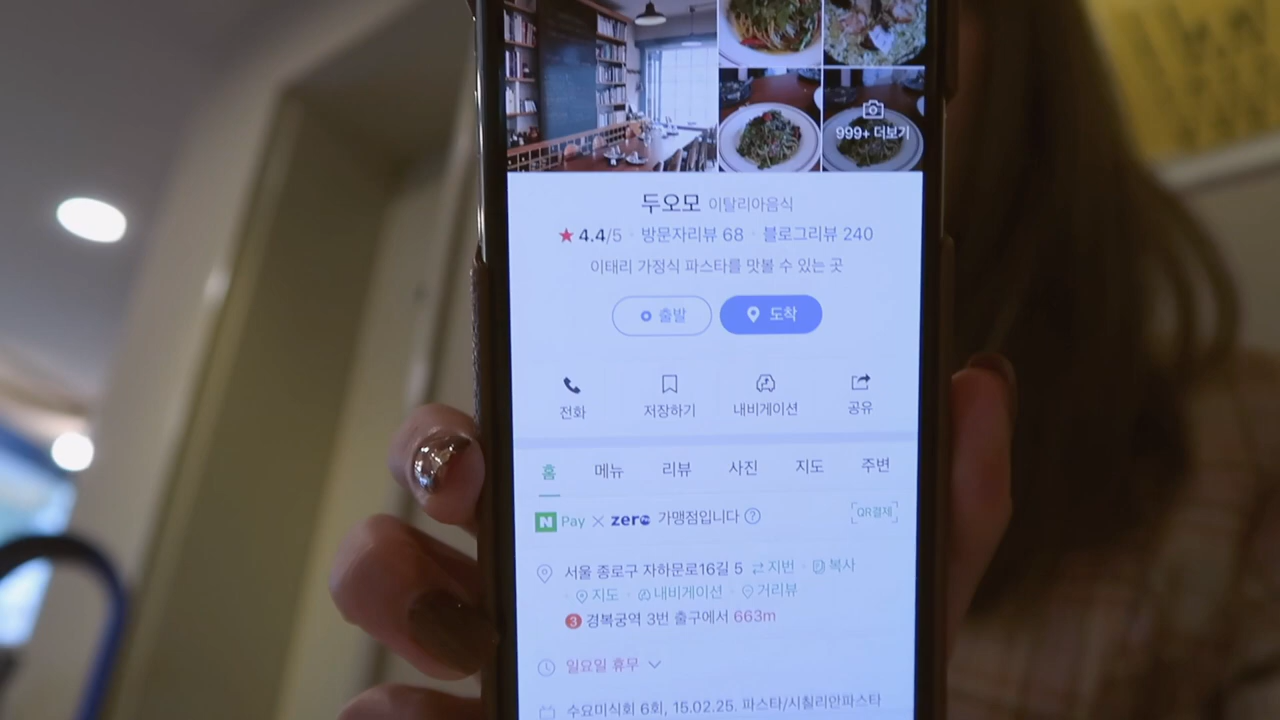 999+ 더보기
두오모 이탈리아음식
4.4/5 · 방문자리뷰 68 · 블로그리뷰 240
이태리 가정식 파스타를 맛볼 수 있는 곳
출발 도착
전화 저장하기 내비게이션 공유
홈 메뉴 리뷰 사진 지도 주변
N Pay × zero 가맹점입니다 ? QR결제
서울 종로구 자하문로16길 5 지번 · 복사
· 지도 · 내비게이션 · 거리뷰
3 경복궁역 3번 출구에서 663m
일요일 휴무
수요미식회 6회, 15.02.25. 파스타/시칠리안파스타